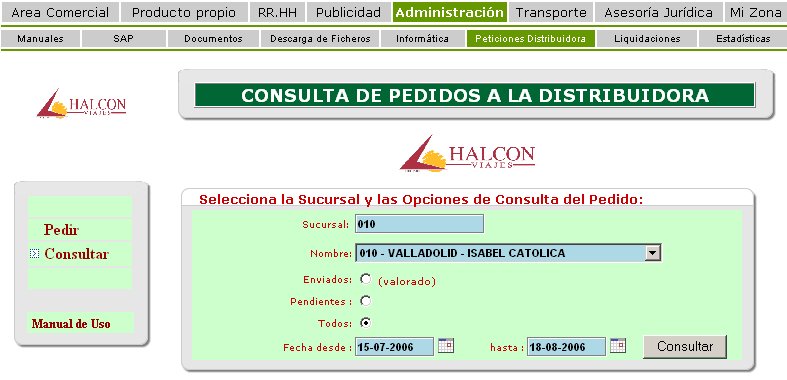 Area Comercial Producto propio RR.HH Publicidad Administración Transporte Asesoría Jurídica Mi Zona
Manuales SAP Documentos Descarga de Ficheros Informática Peticiones Distribuidora Liquidaciones Estadísticas
HALCON
VIAJES
CONSULTA DE PEDIDOS A LA DISTRIBUIDORA
HALCON
VIAJES
Pedir
Consultar
Manual de Uso
Selecciona la Sucursal y las Opciones de Consulta del Pedido:
Sucursal: 010
Nombre: 010 - VALLADOLID - ISABEL CATOLICA
Enviados: (valorado)
Pendientes :
Todos:
Fecha desde : 15-07-2006 hasta : 18-08-2006 Consultar